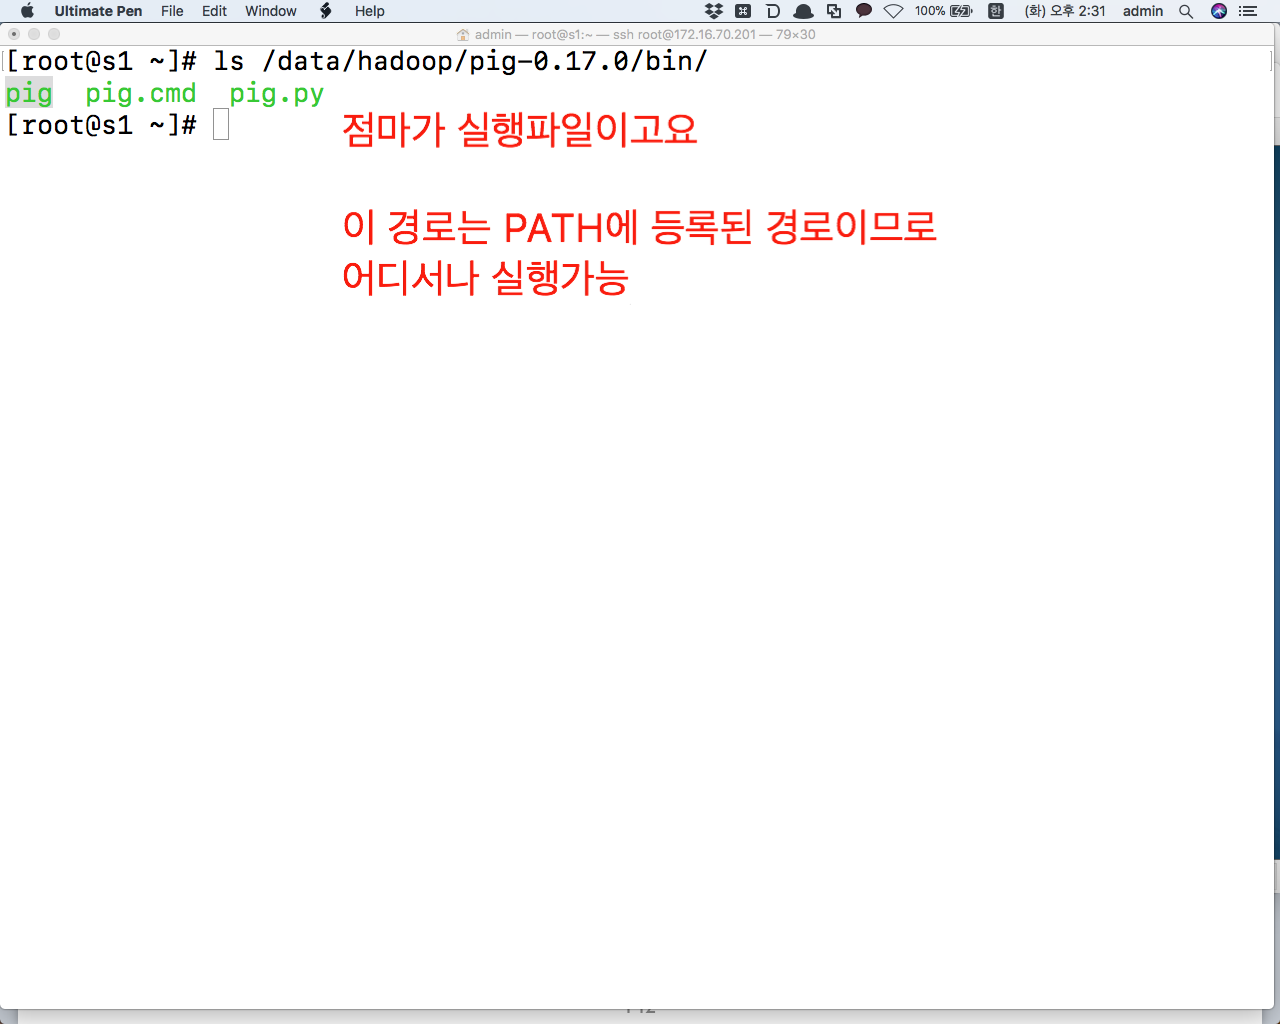 Ultimate Pen File Edit Window Help 100% 한 (화) 오후 2:31 admin
admin — root@s1:~ — ssh root@172.16.70.201 — 79×30
[root@s1 ~]# ls /data/hadoop/pig-0.17.0/bin/
pig pig.cmd pig.py
[root@s1 ~]#
점마가 실행파일이고요
이 경로는 PATH에 등록된 경로이므로
어디서나 실행가능